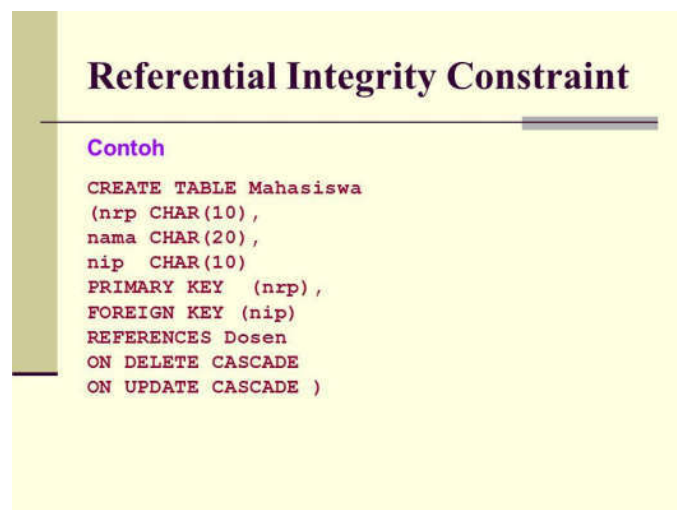 Referential Integrity Constraint
Contoh
CREATE TABLE Mahasiswa
(nrp CHAR(10),
nama CHAR(20),
nip  CHAR(10)
PRIMARY KEY  (nrp),
FOREIGN KEY (nip)
REFERENCES Dosen
ON DELETE CASCADE
ON UPDATE CASCADE )